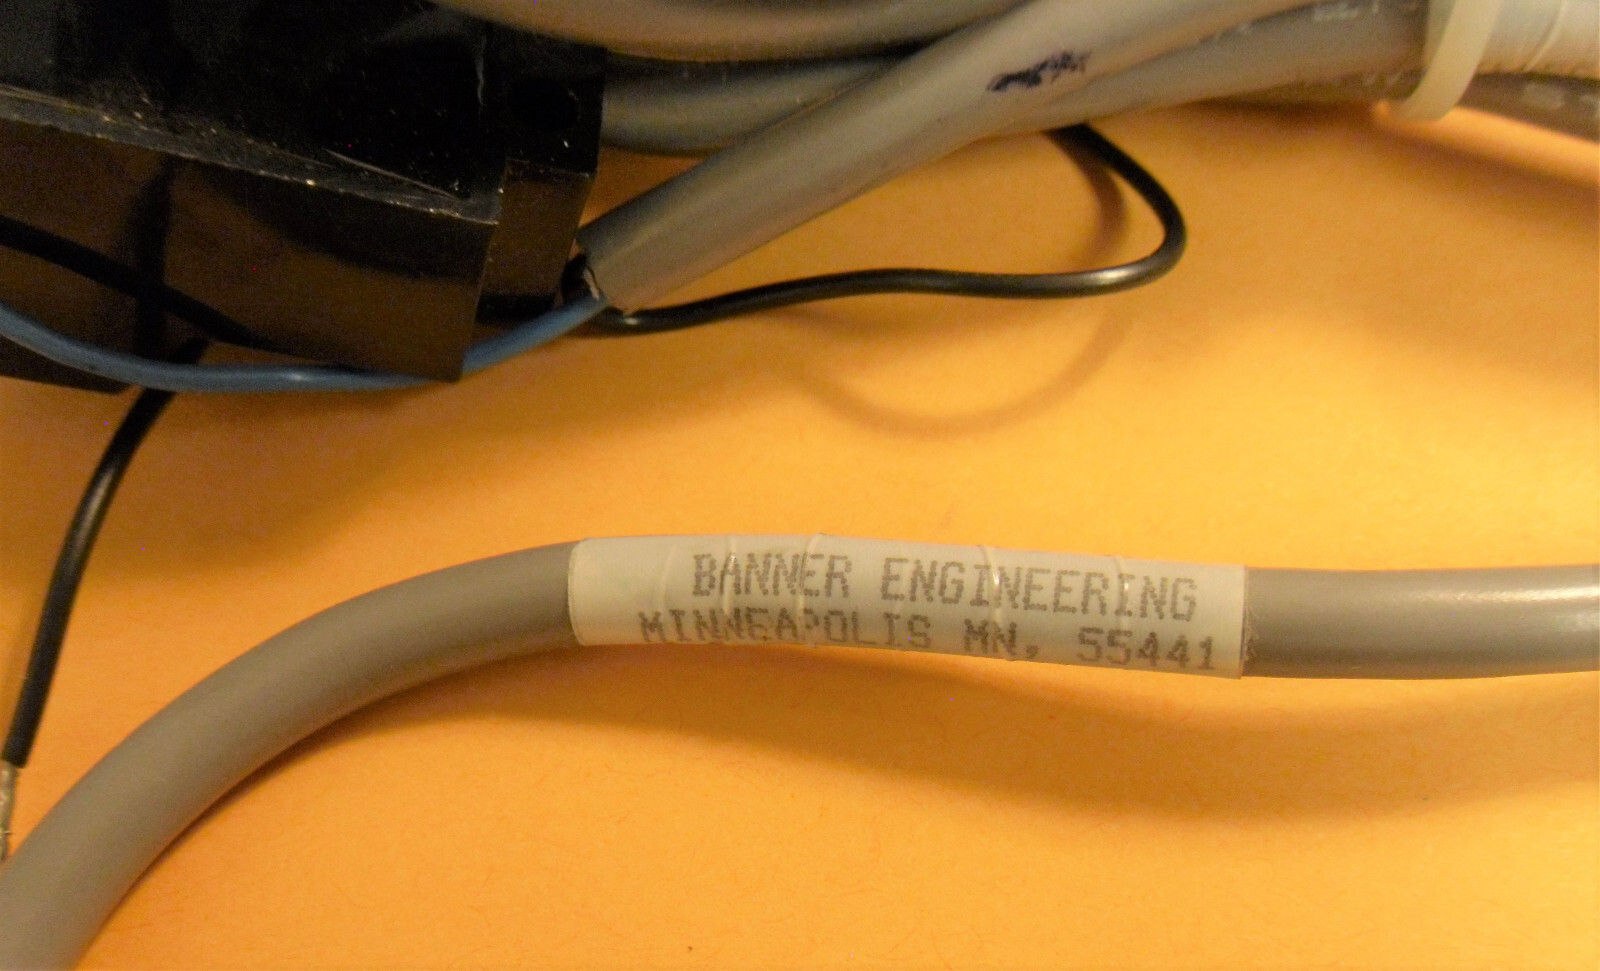 BANNER ENGINEERING
MINNEAPOLIS MN, 55441